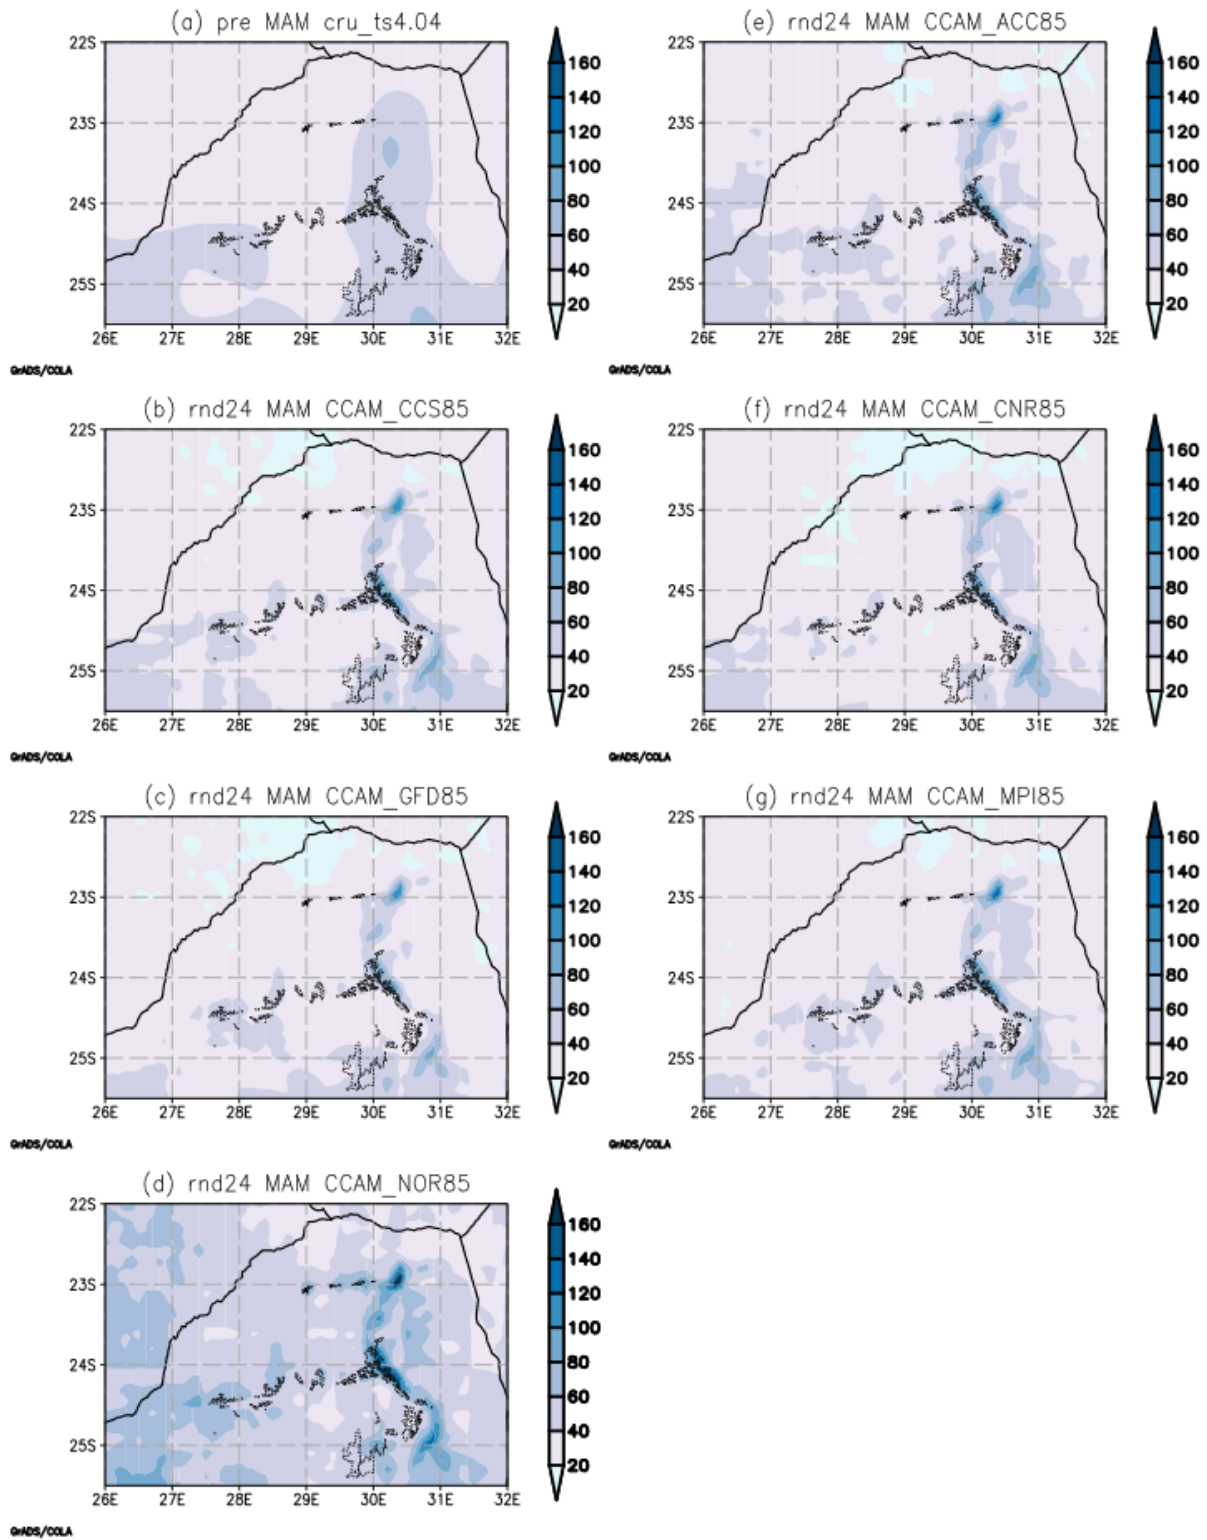 (a) pre MAM cru_ts4.04
22S
23S
24S
25S
26E 27E 28E 29E 30E 31E 32E
160
140
120
100
80
60
40
20
GrADS/COLA
(e) rnd24 MAM CCAM_ACC85
22S
23S
24S
25S
26E 27E 28E 29E 30E 31E 32E
160
140
120
100
80
60
40
20
GrADS/COLA
(b) rnd24 MAM CCAM_CCS85
22S
23S
24S
25S
26E 27E 28E 29E 30E 31E 32E
160
140
120
100
80
60
40
20
GrADS/COLA
(f) rnd24 MAM CCAM_CNR85
22S
23S
24S
25S
26E 27E 28E 29E 30E 31E 32E
160
140
120
100
80
60
40
20
GrADS/COLA
(c) rnd24 MAM CCAM_GFD85
22S
23S
24S
25S
26E 27E 28E 29E 30E 31E 32E
160
140
120
100
80
60
40
20
GrADS/COLA
(g) rnd24 MAM CCAM_MPI85
22S
23S
24S
25S
26E 27E 28E 29E 30E 31E 32E
160
140
120
100
80
60
40
20
GrADS/COLA
(d) rnd24 MAM CCAM_NOR85
22S
23S
24S
25S
26E 27E 28E 29E 30E 31E 32E
160
140
120
100
80
60
40
20
GrADS/COLA